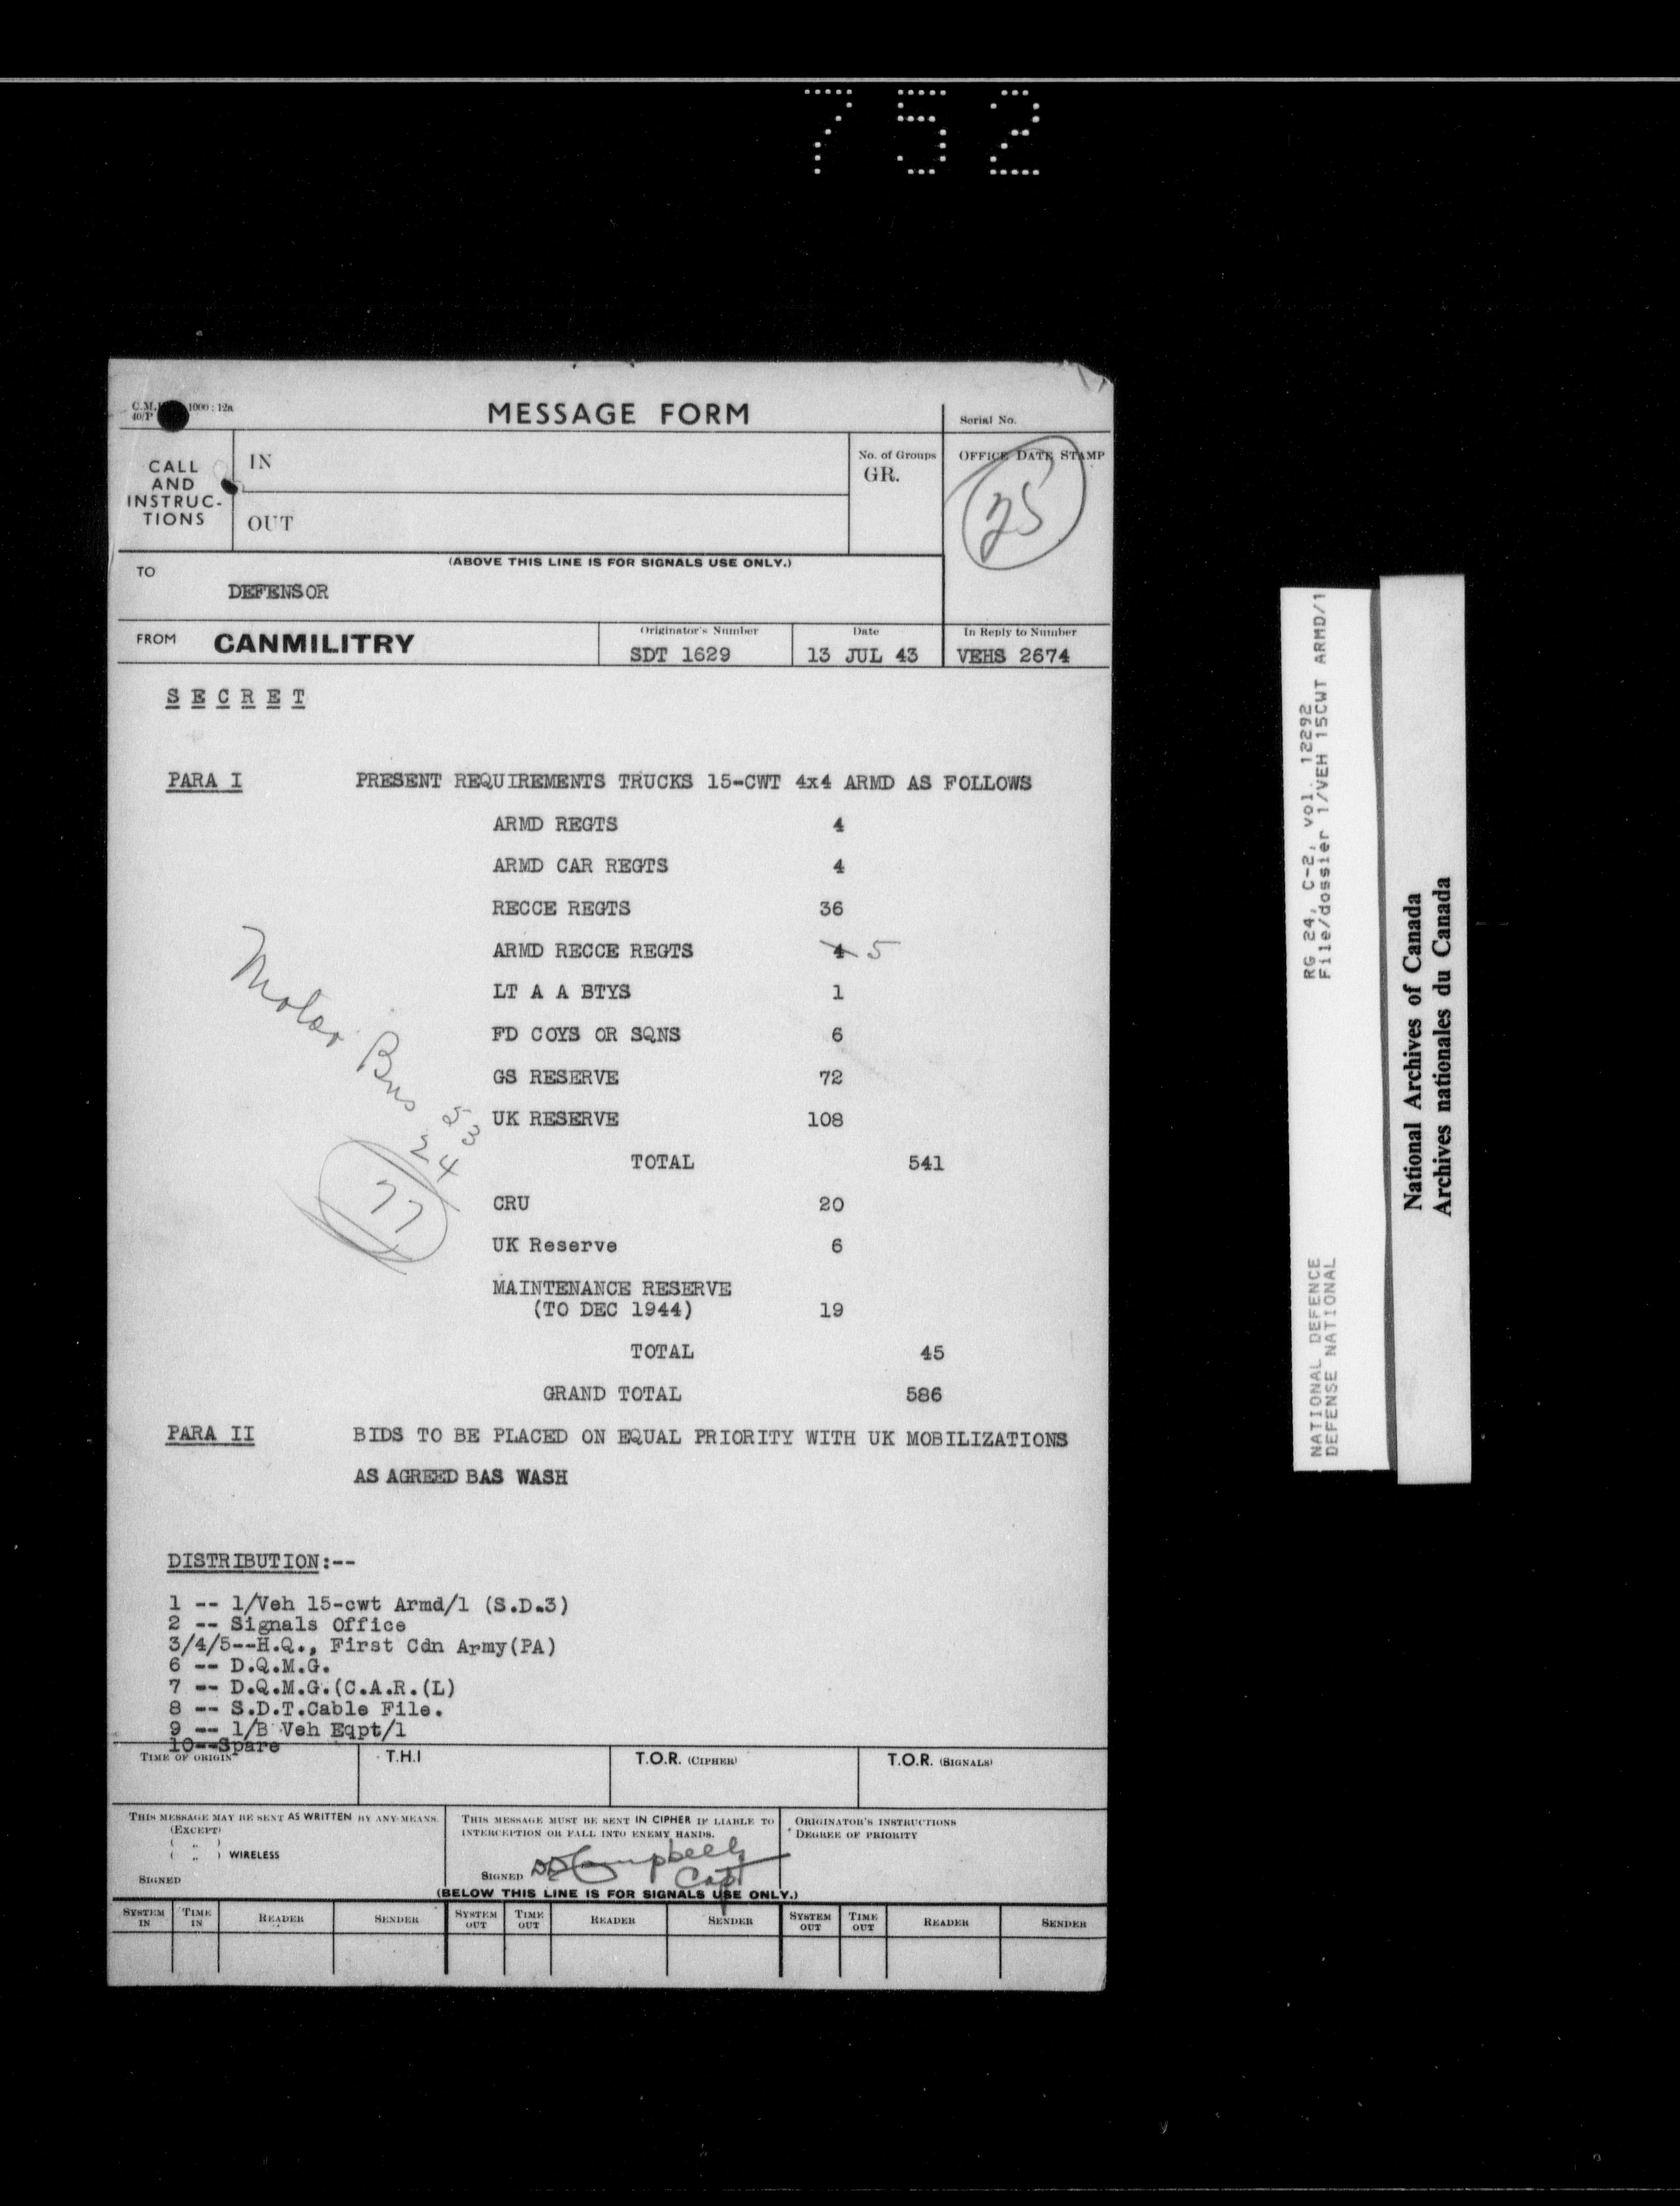 752
C.M. 1000 : 12a
40/P
MESSAGE FORM
Serial No.
CALL
AND
INSTRUC-
TIONS
IN
OUT
No. of Groups
GR.
OFFICE DATE STAMP
25
(ABOVE THIS LINE IS FOR SIGNALS USE ONLY.)
TO
DEFENSOR
FROM CANMILITRY
Originator's Number
SDT 1629
Date
13 JUL 43
In Reply to Number
VEHS 2674
S E C R E T
PARA I PRESENT REQUIREMENTS TRUCKS 15-CWT 4x4 ARMD AS FOLLOWS
ARMD REGTS 4
ARMD CAR REGTS 4
RECCE REGTS 36
ARMD RECCE REGTS 4 5
LT A A BTYS 1
FD COYS OR SQNS 6
GS RESERVE 72
UK RESERVE 108
TOTAL 541
CRU 20
UK Reserve 6
MAINTENANCE RESERVE
(TO DEC 1944) 19
TOTAL 45
GRAND TOTAL 586
Motor Bns 53
24
77
PARA II BIDS TO BE PLACED ON EQUAL PRIORITY WITH UK MOBILIZATIONS
AS AGREED BAS WASH
DISTRIBUTION:--
1 -- 1/Veh 15-cwt Armd/1 (S.D.3)
2 -- Signals Office
3/4/5--H.Q., First Cdn Army(PA)
6 -- D.Q.M.G.
7 -- D.Q.M.G.(C.A.R.(L)
8 -- S.D.T.Cable File.
9 -- 1/B Veh Eqpt/1
10--Spare
TIME OF ORIGIN
T.H.I
T.O.R. (CIPHER)
T.O.R. (SIGNALS)
THIS MESSAGE MAY BE SENT AS WRITTEN BY ANY MEANS.
(EXCEPT)
( " )
( " ) WIRELESS
SIGNED
THIS MESSAGE MUST BE SENT IN CIPHER IF LIABLE TO
INTERCEPTION OR FALL INTO ENEMY HANDS.
SIGNED DD Campbell
Capt
ORIGINATOR'S INSTRUCTIONS
DEGREE OF PRIORITY
(BELOW THIS LINE IS FOR SIGNALS USE ONLY.)
SYSTEM IN TIME IN READER SENDER SYSTEM OUT TIME OUT READER SENDER SYSTEM OUT TIME OUT READER SENDER
NATIONAL DEFENCE RG 24, C-2, vol. 12292
DEFENSE NATIONAL File/dossier 1/VEH 15CWT ARMD/1
National Archives of Canada
Archives nationales du Canada